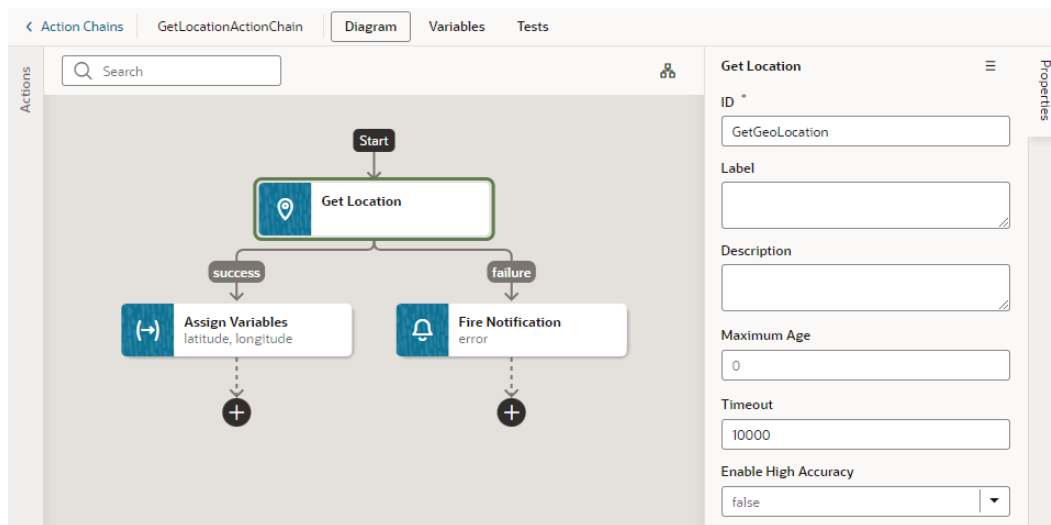 Action Chains
GetLocationActionChain
Diagram
Variables
Tests
Actions
Search
Start
Get Location
success
failure
Assign Variables
latitude, longitude
Fire Notification
error
Get Location
Properties
ID *
GetGeoLocation
Label
Description
Maximum Age
0
Timeout
10000
Enable High Accuracy
false